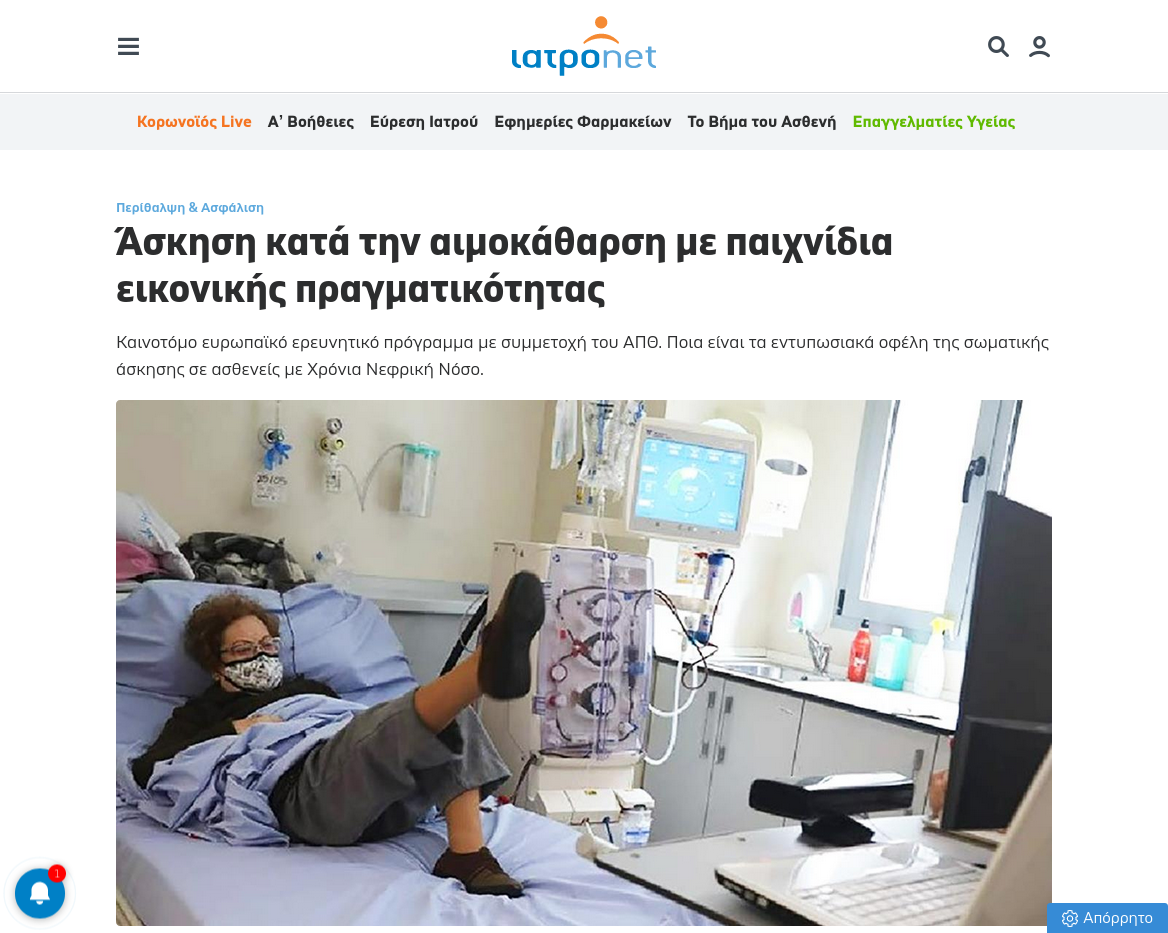 ιατροnet
Κορωνοϊός Live Α’ Βοήθειες Εύρεση Ιατρού Εφημερίες Φαρμακείων Το Βήμα του Ασθενή Επαγγελματίες Υγείας
Περίθαλψη & Ασφάλιση
Άσκηση κατά την αιμοκάθαρση με παιχνίδια
εικονικής πραγματικότητας
Καινοτόμο ευρωπαϊκό ερευνητικό πρόγραμμα με συμμετοχή του ΑΠΘ. Ποια είναι τα εντυπωσιακά οφέλη της σωματικής
άσκησης σε ασθενείς με Χρόνια Νεφρική Νόσο.
25/05
1
Απόρρητο